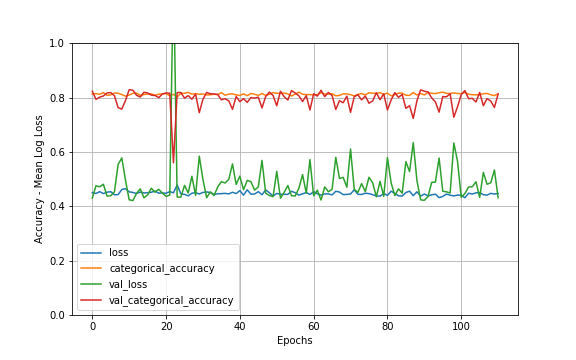 1.0
0.8
0.6
0.4
0.2
0.0
Accuracy - Mean Log Loss
loss
categorical_accuracy
val_loss
val_categorical_accuracy
0 20 40 60 80 100
Epochs